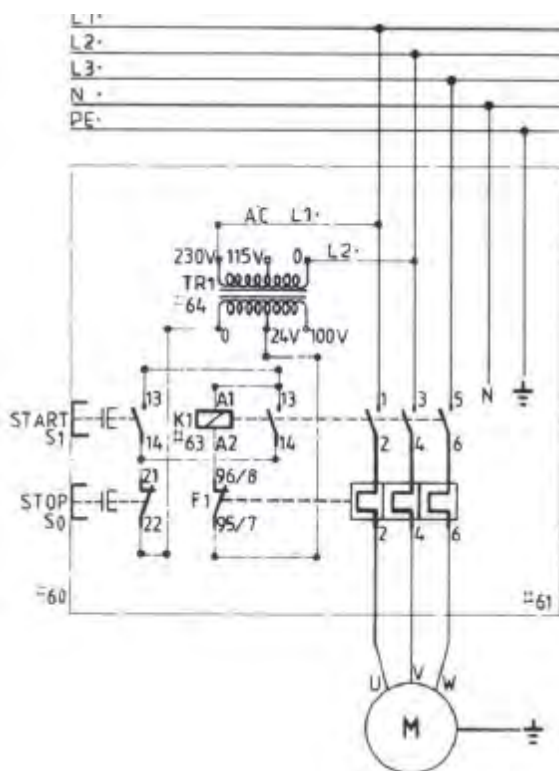 L1·
L2·
L3·
N ·
PE·
AC L1·
230V 115V 0 L2·
TR1
#64
0 24V 100V
13 A1 13 1 3 5
START K1 N
S1 14 #63 A2 14 2 4 6
21 96/8
STOP F1
S0 22 95/7 2 4 6
=60 #61
U V W
M